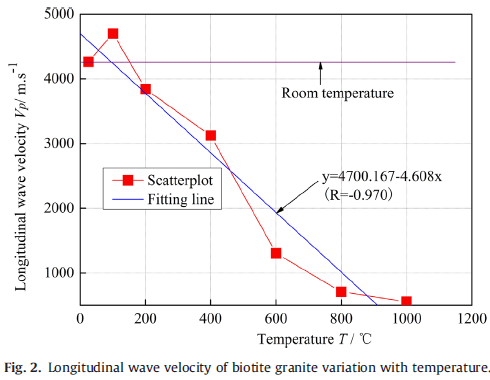 5000
4000
3000
2000
1000
Longitudinal wave velocity Vp/ m.s-1
Room temperature
y=4700.167-4.608x
(R=-0.970)
Scatterplot
Fitting line
0 200 400 600 800 1000 1200
Temperature T / ℃
Fig. 2. Longitudinal wave velocity of biotite granite variation with temperature.